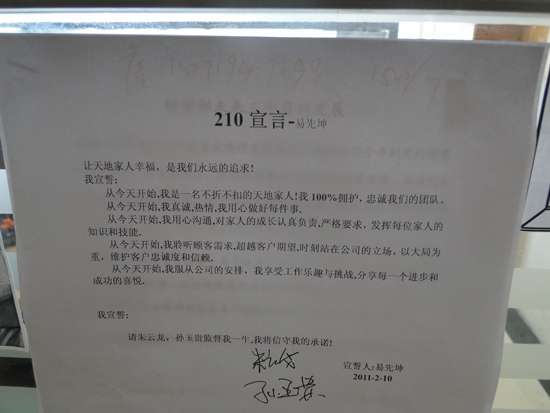 210 宣言-易先坤
让天地家人幸福，是我们永远的追求!
我宣誓:
从今天开始,我是一名不折不扣的天地家人!我 100%拥护，忠诚我们的团队。
从今天开始,我真诚,热情,我用心做好每件事.
从今天开始,我用心沟通,对家人的成长认真负责,严格要求，发挥每位家人的
知识和技能.
从今天开始,我聆听顾客需求,超越客户期望,时刻站在公司的立场，以大局为
重，维护客户忠诚度和信赖.
从今天开始,我服从公司的安排，我享受工作乐趣与挑战,分享每一个进步和
成功的喜悦.
我宣誓:
请朱云龙，孙玉贵监督我一生,我将信守我的承诺!
宣誓人:易先坤
2011-2-10